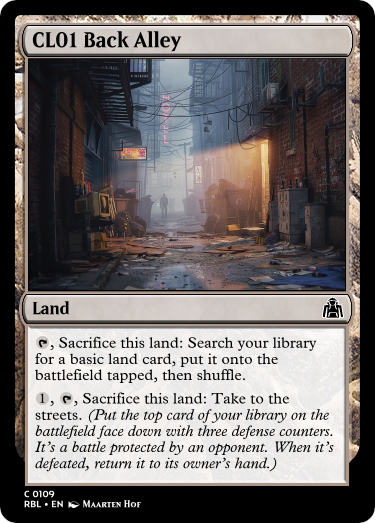 CL01 Back Alley
Land
, Sacrifice this land: Search your library
for a basic land card, put it onto the
battlefield tapped, then shuffle.
1, , Sacrifice this land: Take to the
streets. (Put the top card of your library on the
battlefield face down with three defense counters.
It's a battle protected by an opponent. When it's
defeated, return it to its owner's hand.)
C 0109
RBL • EN Maarten Hof